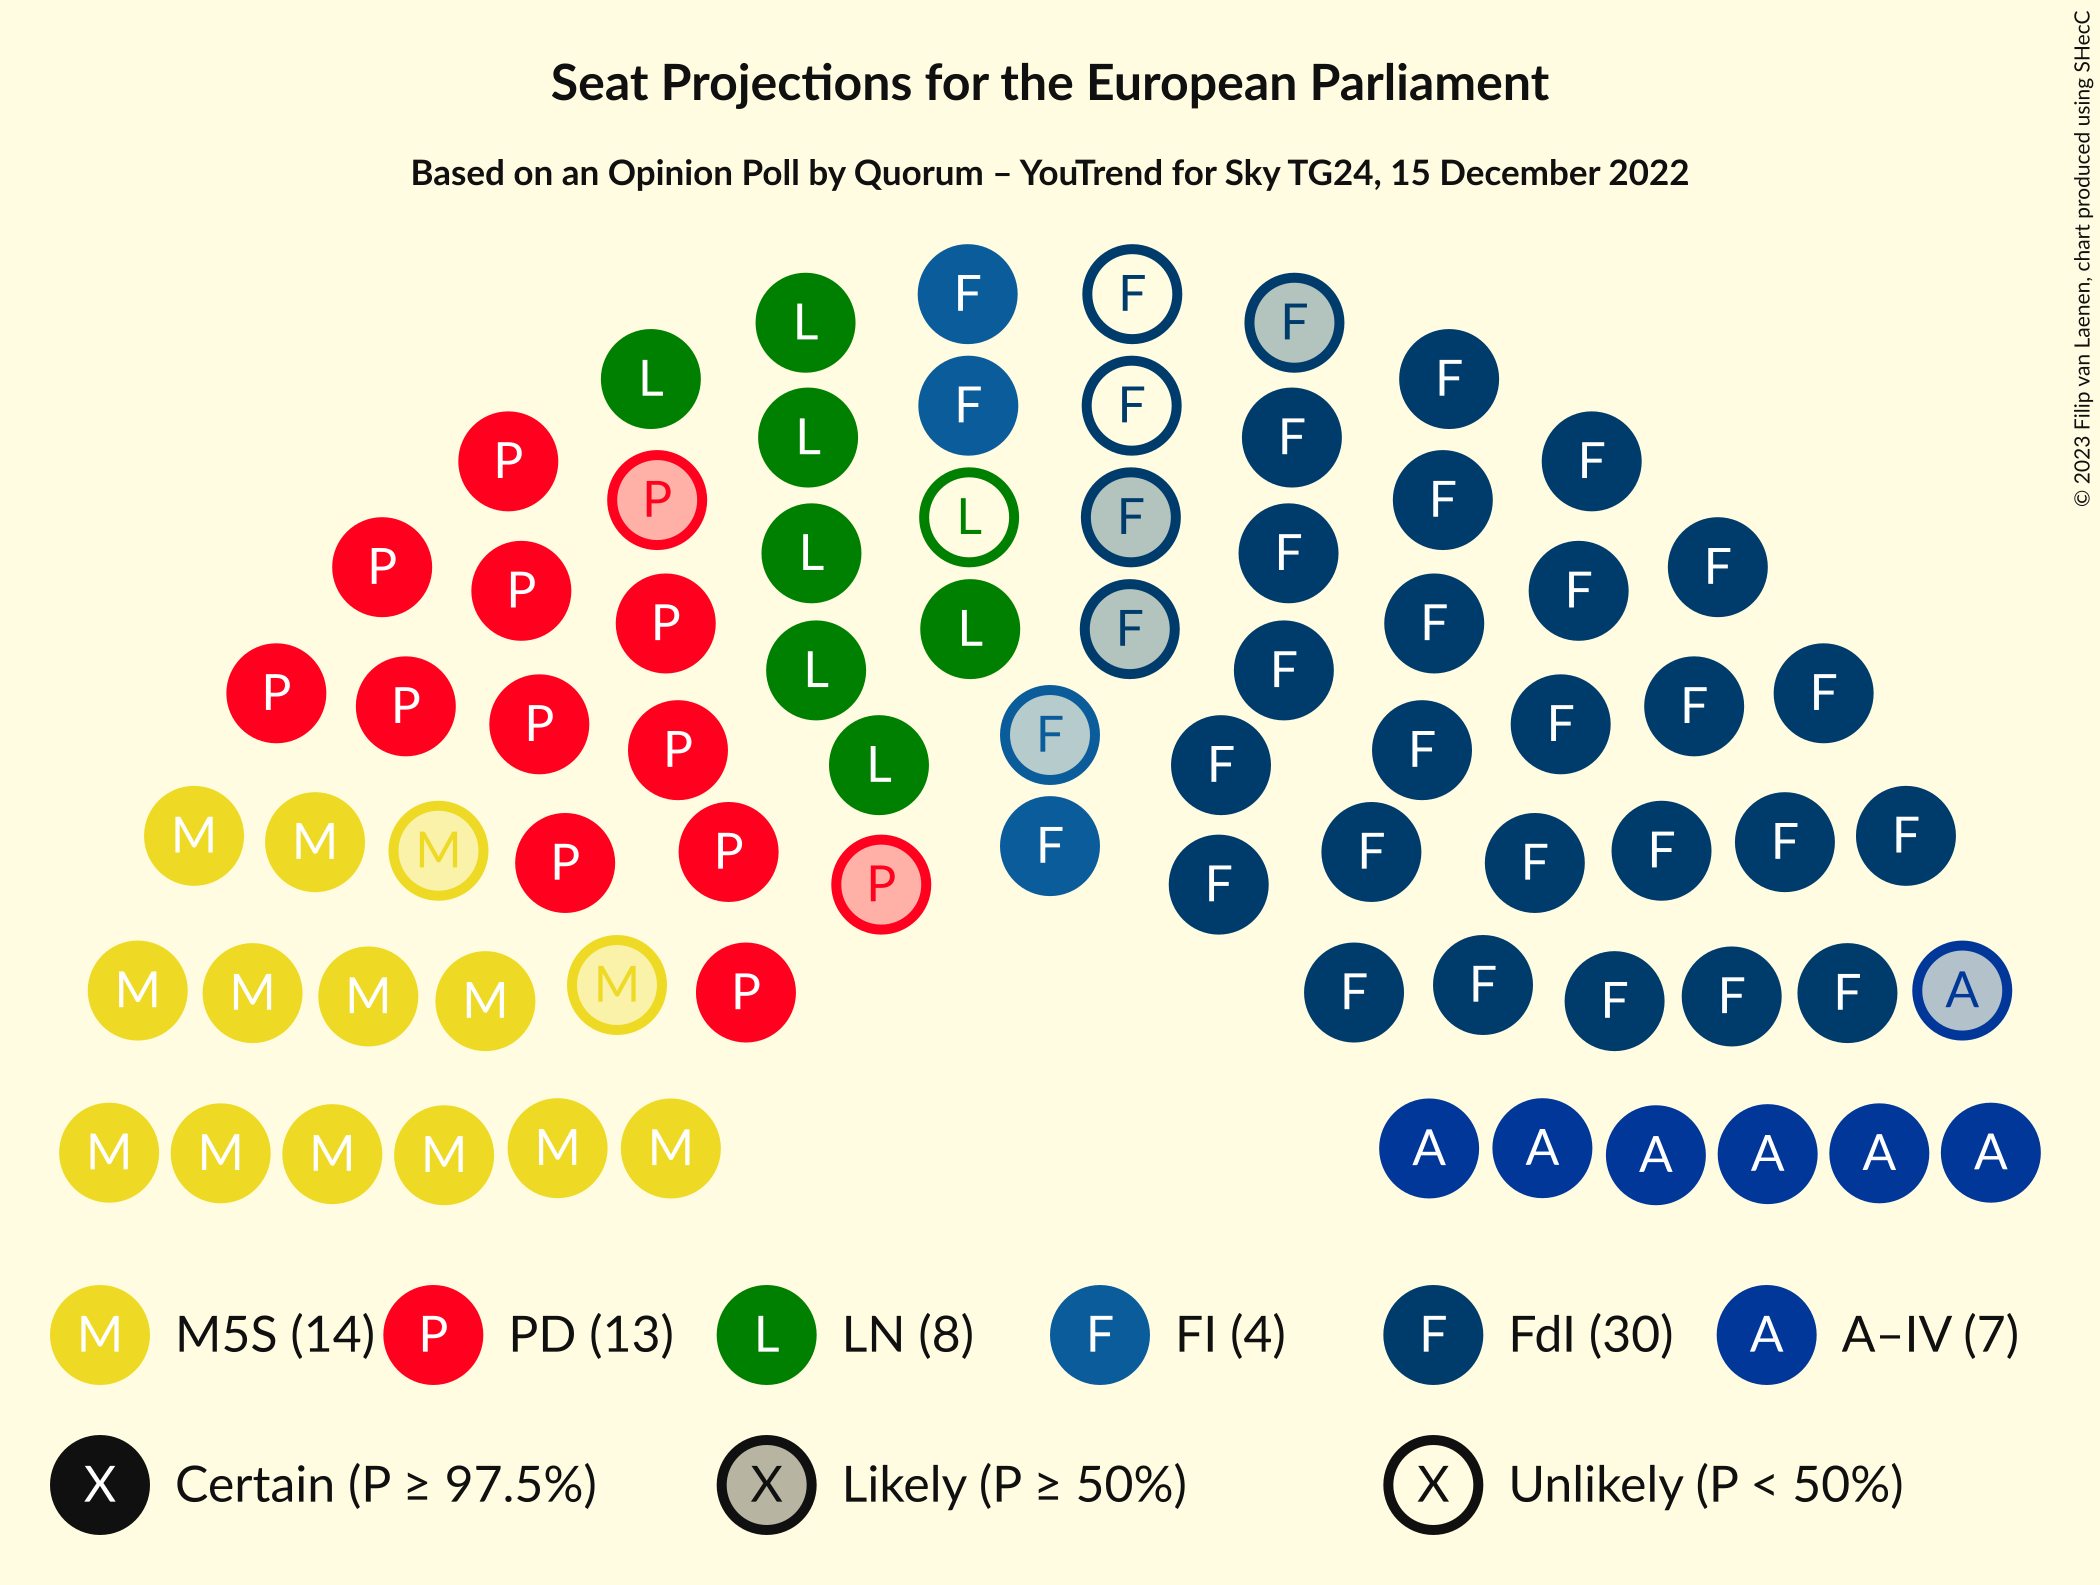 Seat Projections for the European Parliament
Based on an Opinion Poll by Quorum – YouTrend for Sky TG24, 15 December 2022
© 2023 Filip van Laenen, chart produced using SHecC
F F
L F
L F
F F
L F
P F
P L L F
L F
P F
P P F F
L F
P P F F
L F
P P F F
P F
P F
L F
F
M M M P P F F F F F
F
P F
M M M M M P F F F F F A
M M M M M M A A A A A A
M M5S (14) P PD (13) L LN (8) F FI (4) F FdI (30) A A–IV (7)
X Certain (P ≥ 97.5%) X Likely (P ≥ 50%) X Unlikely (P < 50%)